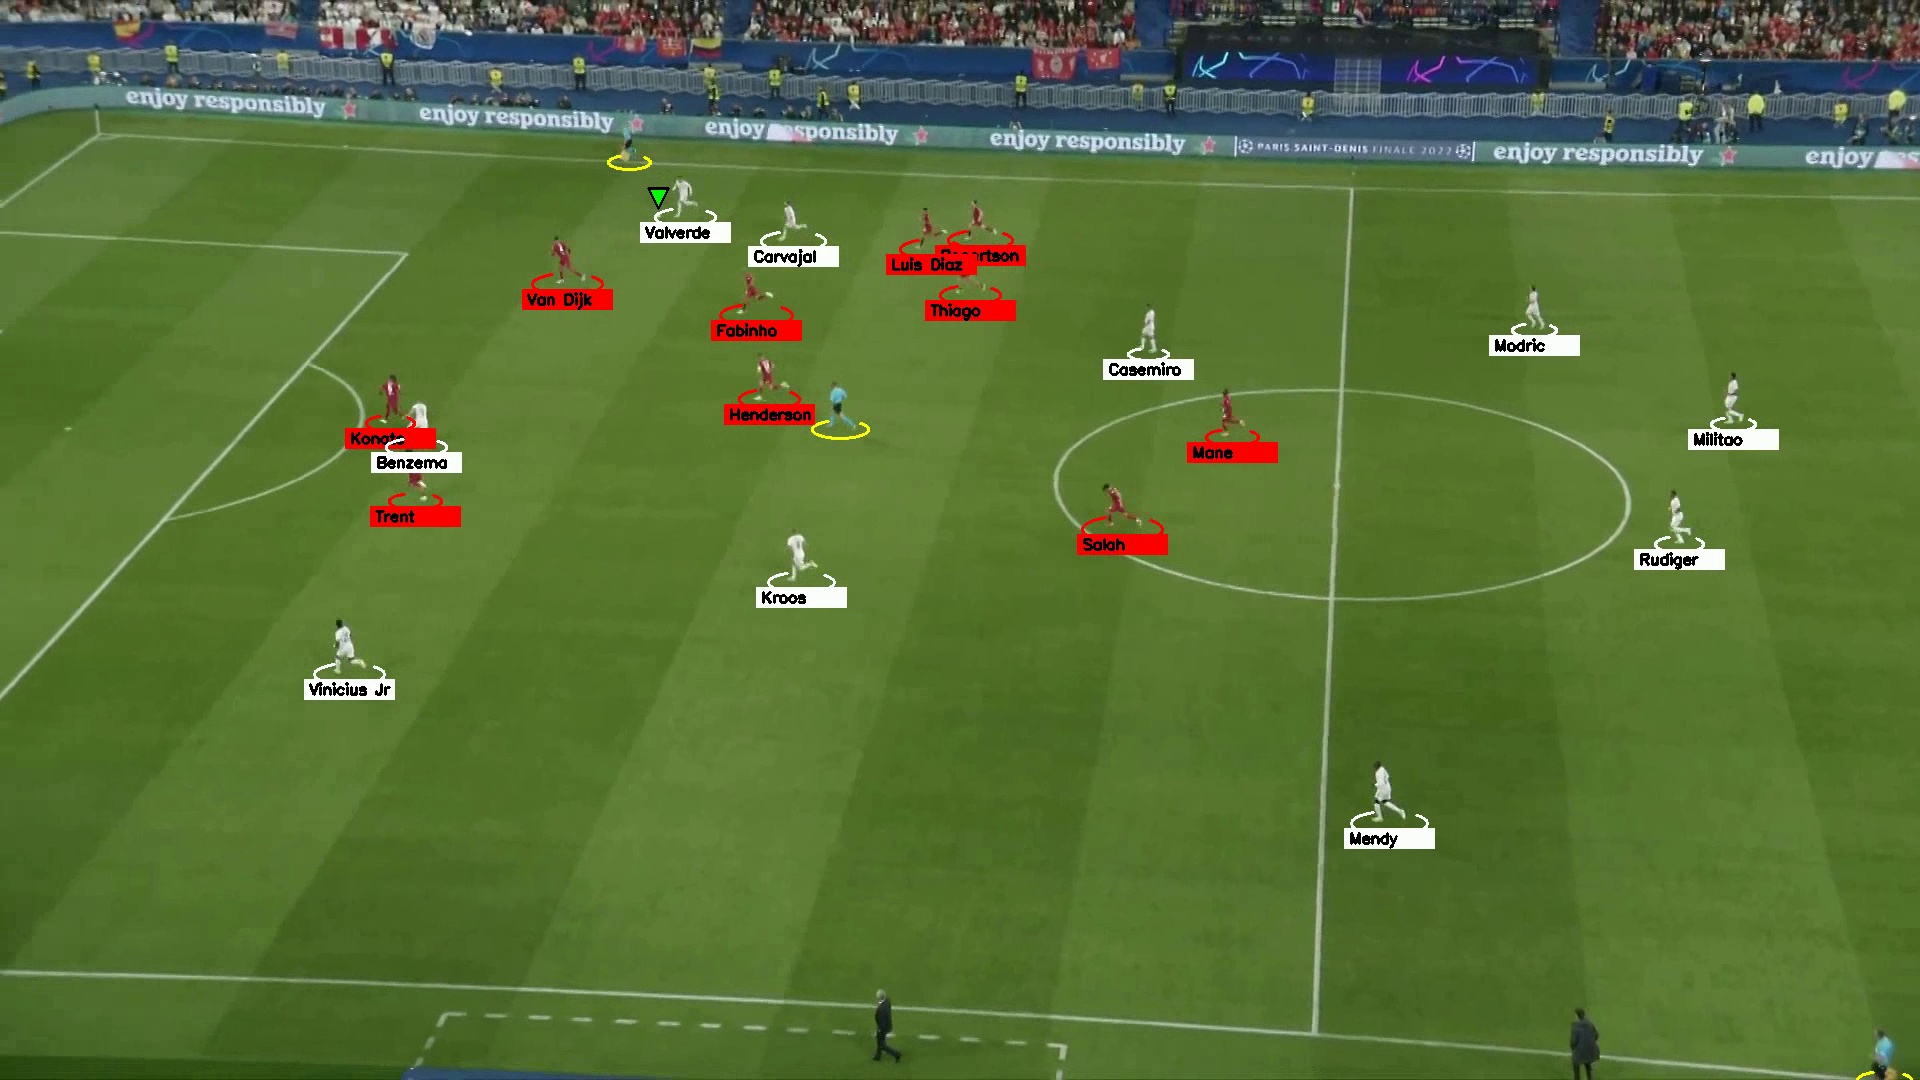 enjoy responsibly
enjoy responsibly
enjoy responsibly
enjoy responsibly
PARIS SAINT-DENIS FINALE 2022
enjoy responsibly
enjoy
Valverde
Carvajal
Luis Diaz
Van Dijk
Thiago
Fabinho
Modric
Casemiro
Henderson
Militao
Mane
Benzema
Trent
Salah
Rudiger
Kroos
Vinicius Jr
Mendy